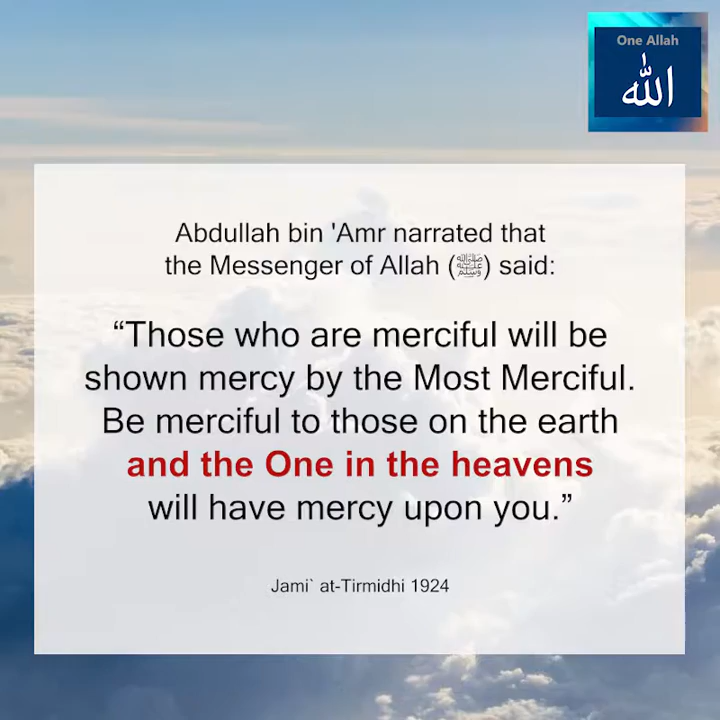 One Allah
الله
Abdullah bin 'Amr narrated that
the Messenger of Allah (ﷺ) said:
“Those who are merciful will be
shown mercy by the Most Merciful.
Be merciful to those on the earth
and the One in the heavens
will have mercy upon you.”
Jami` at-Tirmidhi 1924